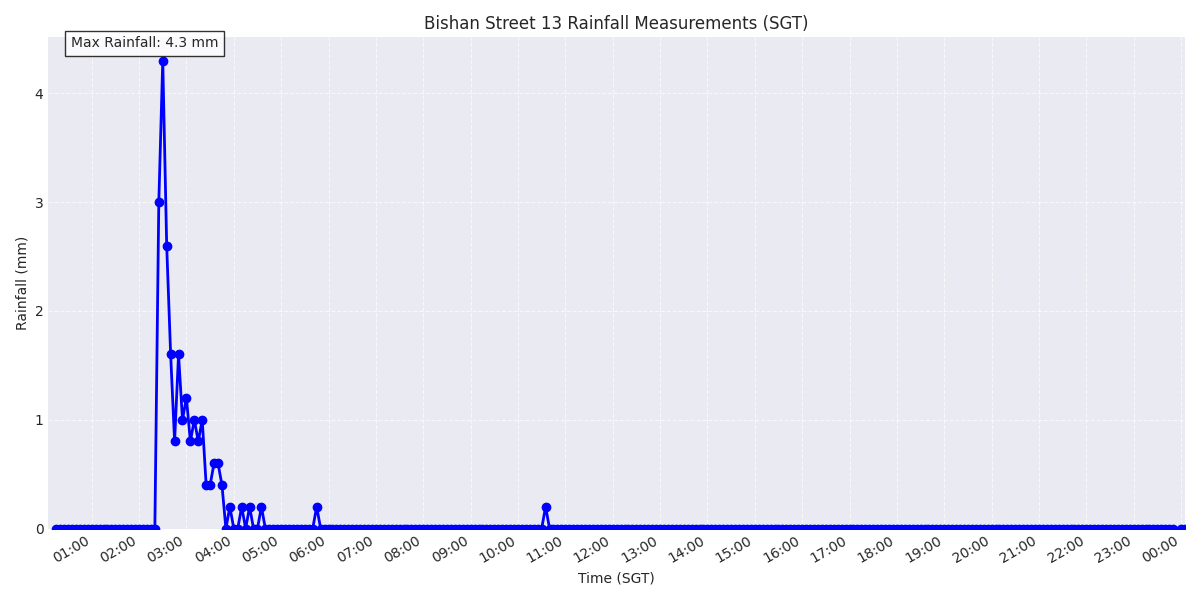 Bishan Street 13 Rainfall Measurements (SGT)
Max Rainfall: 4.3 mm
4
3
2
1
0
Rainfall (mm)
01:00 02:00 03:00 04:00 05:00 06:00 07:00 08:00 09:00 10:00 11:00 12:00 13:00 14:00 15:00 16:00 17:00 18:00 19:00 20:00 21:00 22:00 23:00 00:00
Time (SGT)